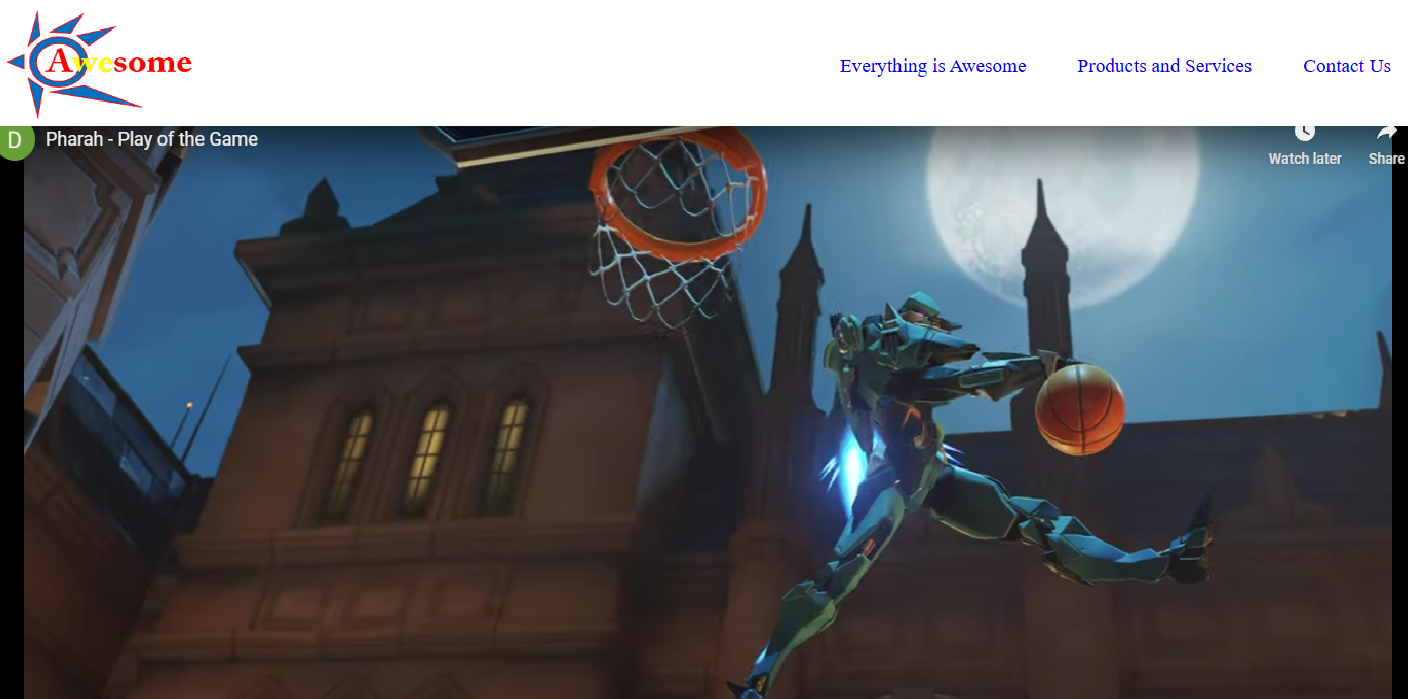 Awesome
Everything is Awesome Products and Services Contact Us
D Pharah - Play of the Game
Watch later Share